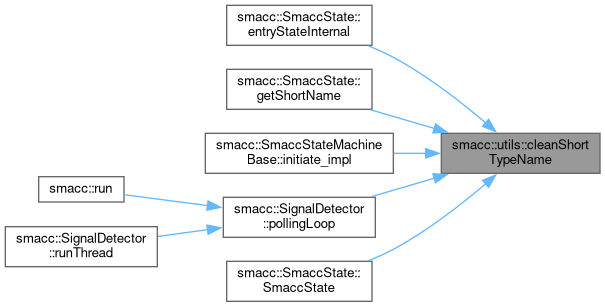 smacc::SmaccState::
entryStateInternal
smacc::SmaccState::
getShortName
smacc::SmaccStateMachine
Base::initiate_impl
smacc::utils::cleanShort
TypeName
smacc::run
smacc::SignalDetector
::pollingLoop
smacc::SignalDetector
::runThread
smacc::SmaccState::
SmaccState